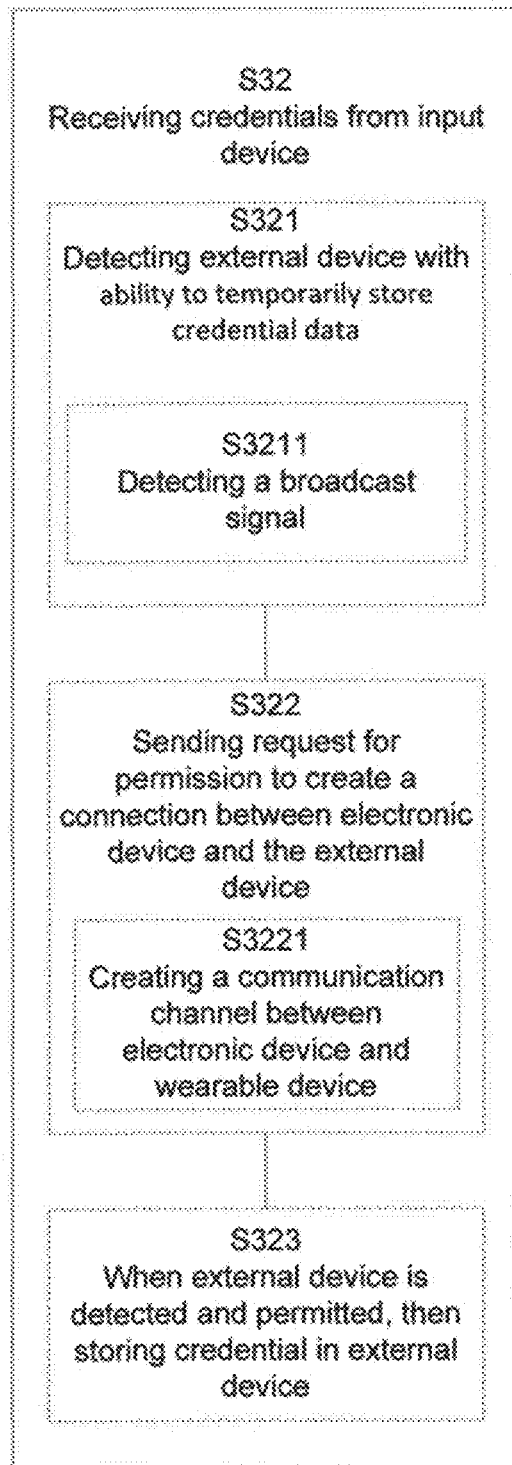 S32
Receiving credentials from input
device
S321
Detecting external device with
ability to temporarily store
credential data
S3211
Detecting a broadcast
signal
S322
Sending request for
permission to create a
connection between electronic
device and the external
device
S3221
Creating a communication
channel between
electronic device and
wearable device
S323
When external device is
detected and permitted, then
storing credential in external
device